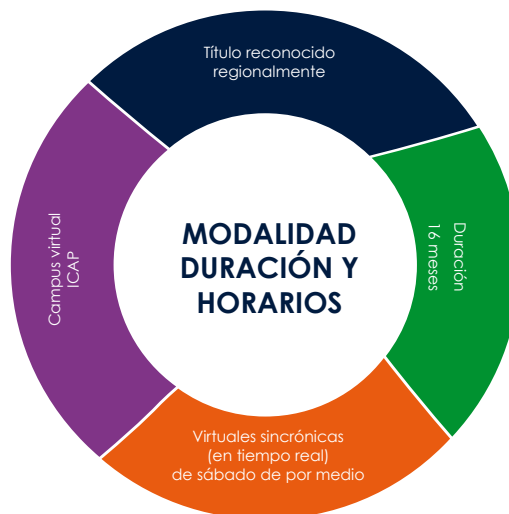 Título reconocido
regionalmente
Campus virtual
ICAP
MODALIDAD
DURACIÓN Y
HORARIOS
Duración
16 meses
Virtuales sincrónicas
(en tiempo real)
de sábado de por medio